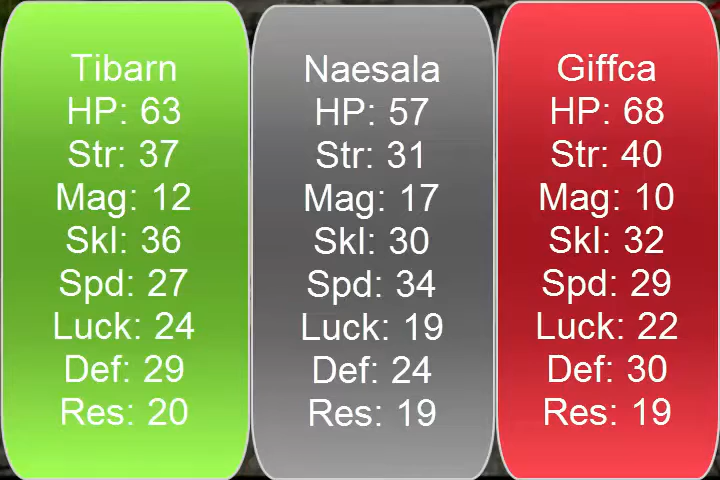 Tibarn
HP: 63
Str: 37
Mag: 12
Skl: 36
Spd: 27
Luck: 24
Def: 29
Res: 20
Naesala
HP: 57
Str: 31
Mag: 17
Skl: 30
Spd: 34
Luck: 19
Def: 24
Res: 19
Giffca
HP: 68
Str: 40
Mag: 10
Skl: 32
Spd: 29
Luck: 22
Def: 30
Res: 19